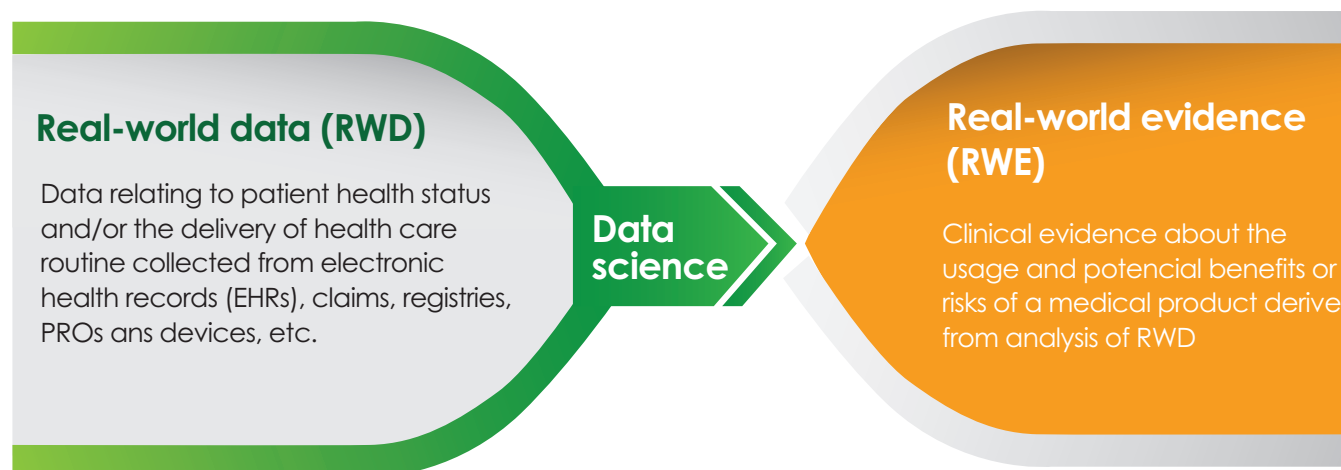 Real-world data (RWD)
Data relating to patient health status
and/or the delivery of health care
routine collected from electronic
health records (EHRs), claims, registries,
PROs ans devices, etc.
Data
science
Real-world evidence
(RWE)
Clinical evidence about the
usage and potencial benefits or
risks of a medical product derive
from analysis of RWD